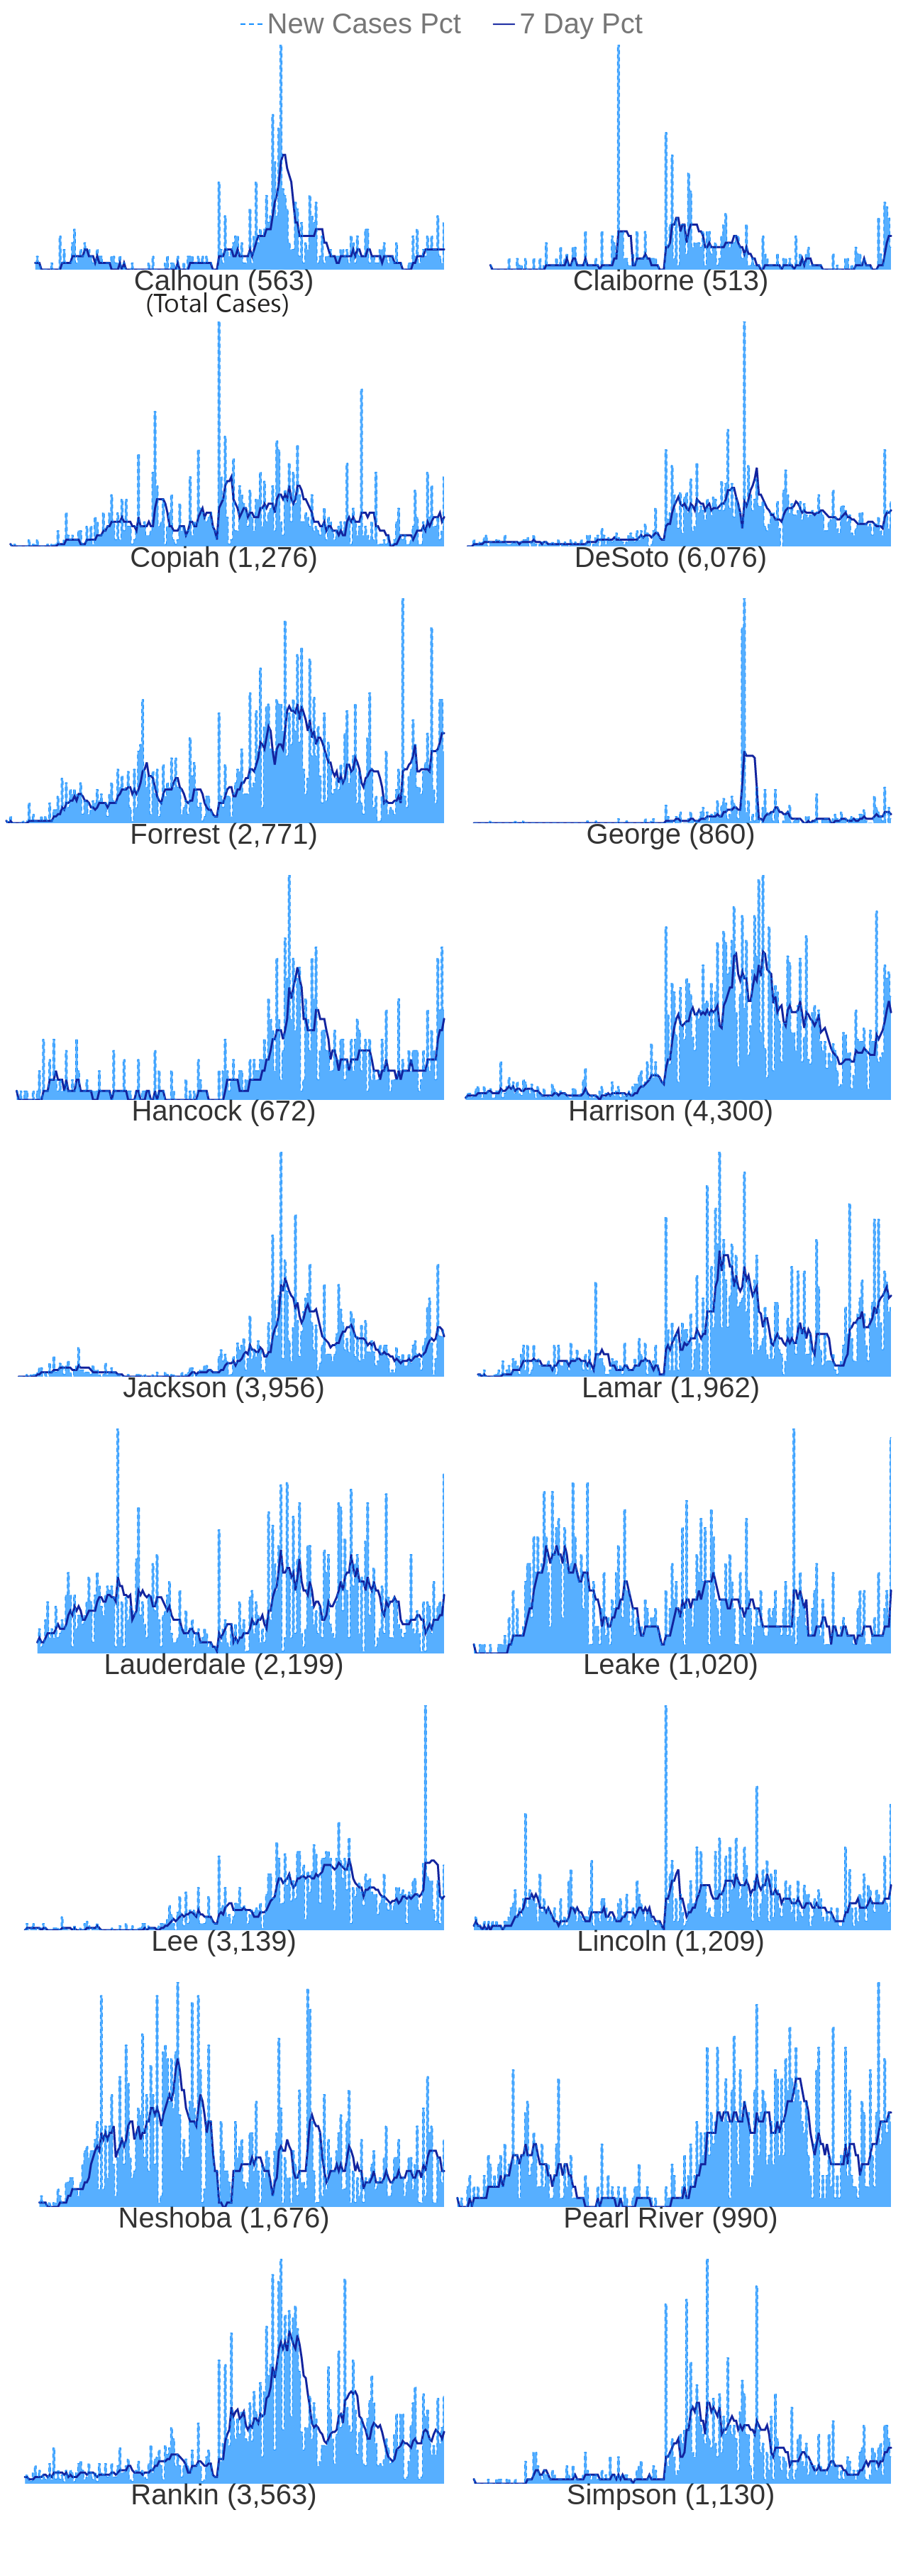 New Cases Pct 7 Day Pct
Calhoun (563) Claiborne (513)
(Total Cases)
Copiah (1,276) DeSoto (6,076)
Forrest (2,771) George (860)
Hancock (672) Harrison (4,300)
Jackson (3,956) Lamar (1,962)
Lauderdale (2,199) Leake (1,020)
Lee (3,139) Lincoln (1,209)
Neshoba (1,676) Pearl River (990)
Rankin (3,563) Simpson (1,130)